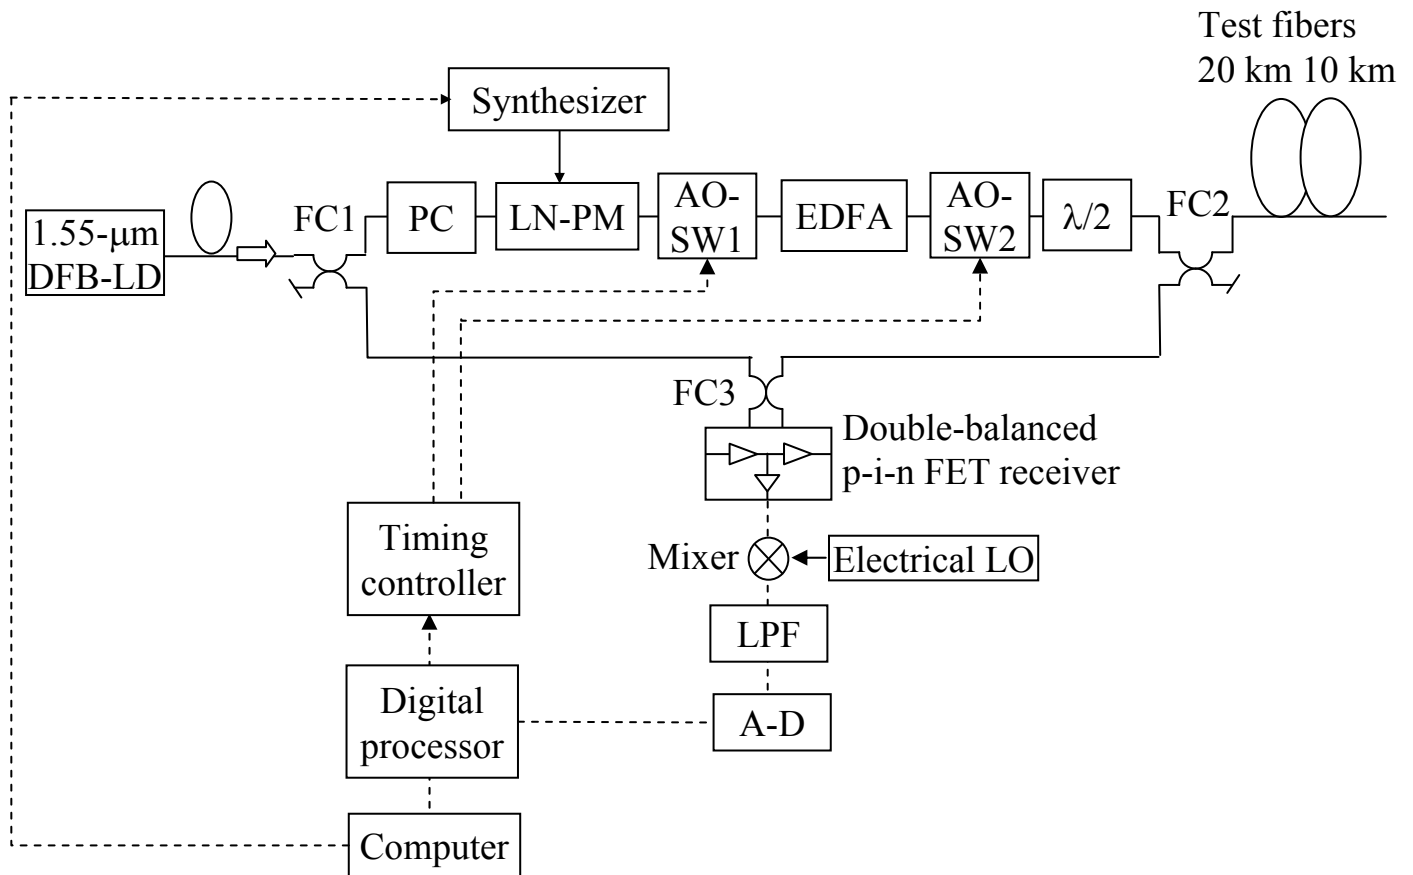 Test fibers
20 km 10 km
Synthesizer
1.55-μm
DFB-LD
FC1
PC
LN-PM
AO-
SW1
EDFA
AO-
SW2
λ/2
FC2
FC3
Double-balanced
p-i-n FET receiver
Timing
controller
Mixer
Electrical LO
LPF
Digital
processor
A-D
Computer